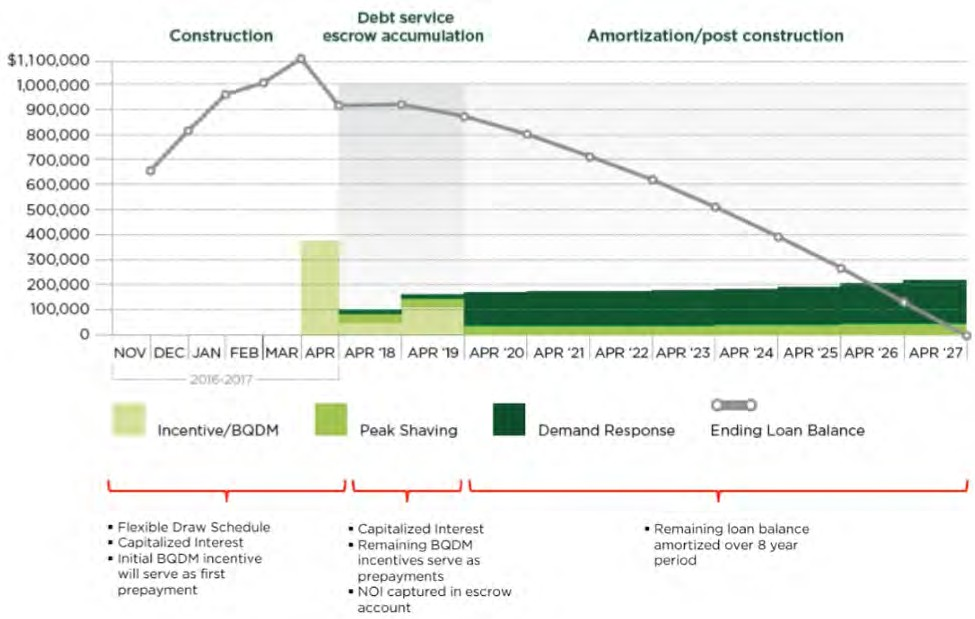 Construction
Debt service
escrow accumulation
Amortization/post construction
$1,100,000
1,000,000
900,000
800,000
700,000
600,000
500,000
400,000
300,000
200,000
100,000
0
NOV DEC JAN FEB MAR APR APR '18 APR '19 APR '20 APR '21 APR '22 APR '23 APR '24 APR '25 APR '26 APR '27
2016-2017
Incentive/BQDM Peak Shaving Demand Response Ending Loan Balance
▪ Flexible Draw Schedule
▪ Capitalized Interest
▪ Initial BQDM incentive
will serve as first
prepayment
▪ Capitalized Interest
▪ Remaining BQDM
incentives serve as
prepayments
▪ NOI captured in escrow
account
▪ Remaining loan balance
amortized over 8 year
period